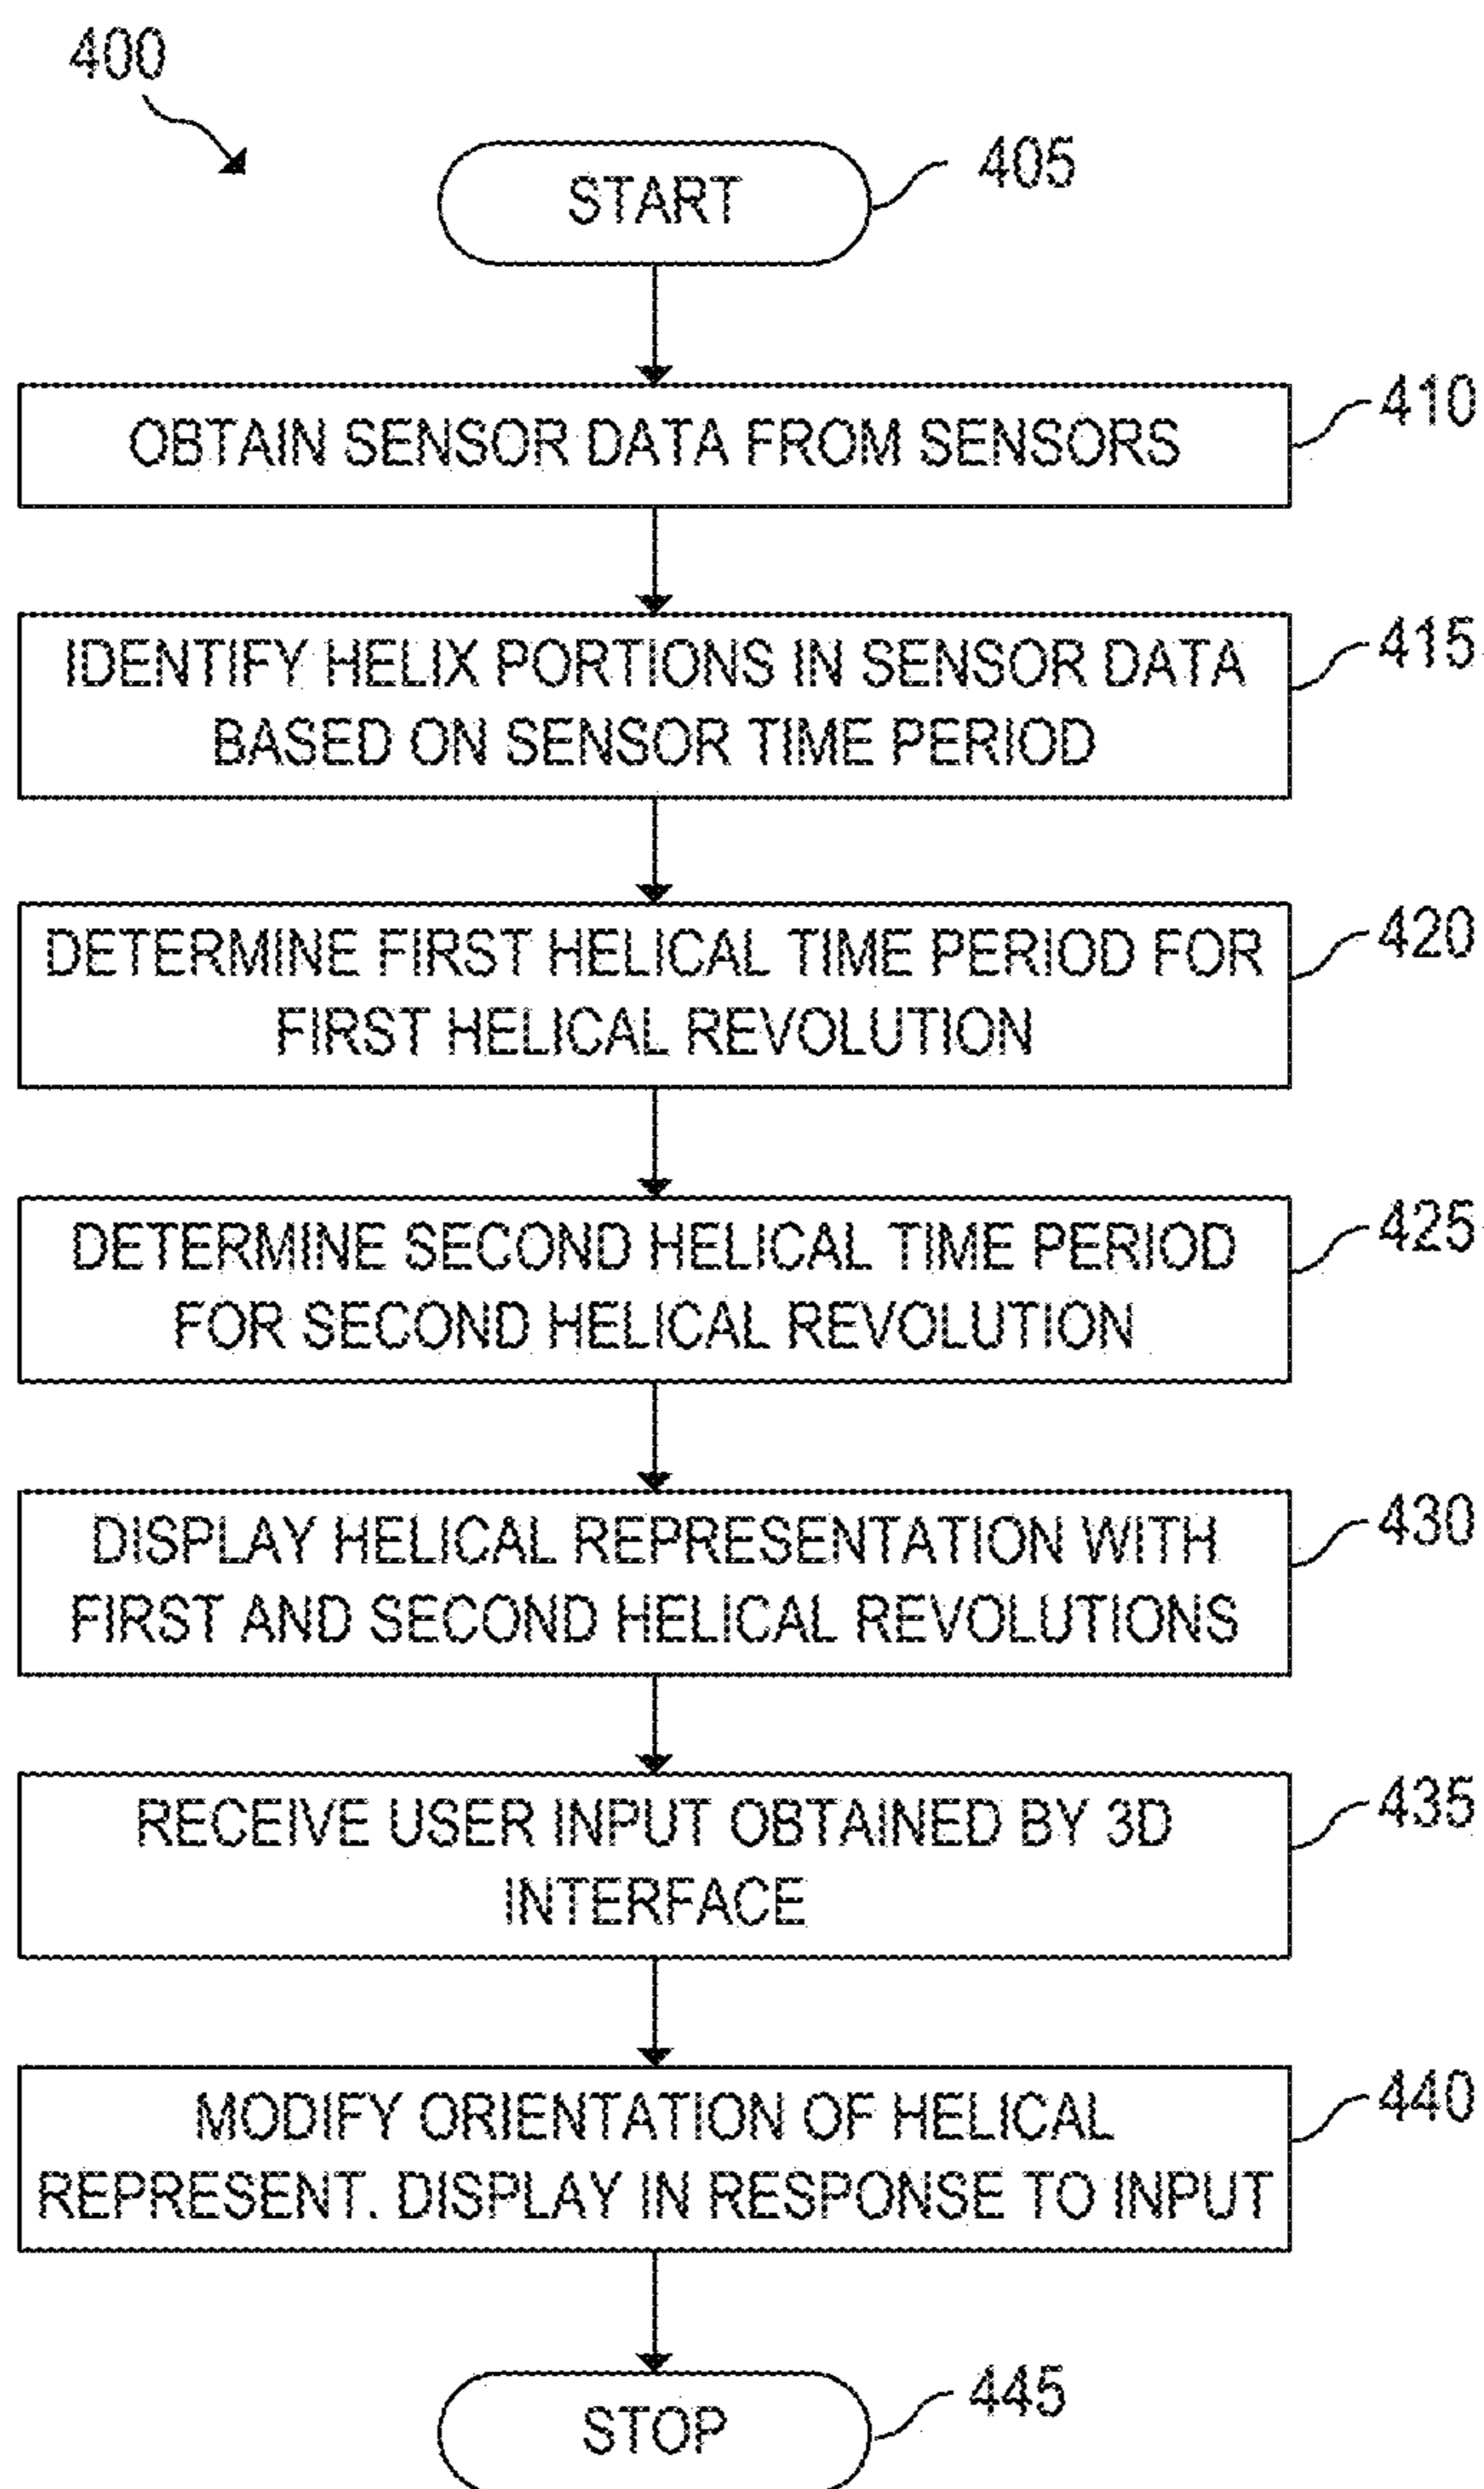 400
START
405
OBTAIN SENSOR DATA FROM SENSORS
410
IDENTIFY HELIX PORTIONS IN SENSOR DATA
BASED ON SENSOR TIME PERIOD
415
DETERMINE FIRST HELICAL TIME PERIOD FOR
FIRST HELICAL REVOLUTION
420
DETERMINE SECOND HELICAL TIME PERIOD
FOR SECOND HELICAL REVOLUTION
425
DISPLAY HELICAL REPRESENTATION WITH
FIRST AND SECOND HELICAL REVOLUTIONS
430
RECEIVE USER INPUT OBTAINED BY 3D
INTERFACE
435
MODIFY ORIENTATION OF HELICAL
REPRESENT. DISPLAY IN RESPONSE TO INPUT
440
STOP
445